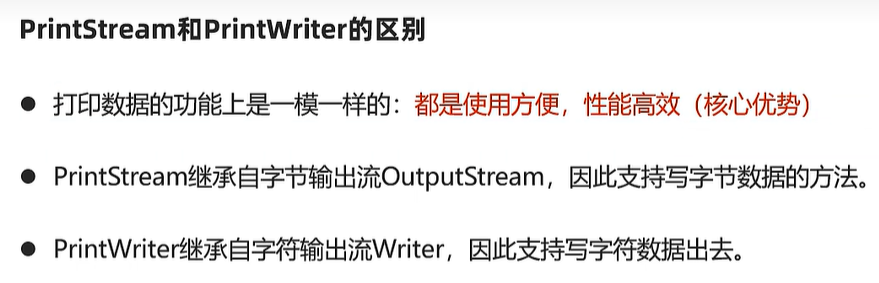 PrintStream和PrintWriter的区别
● 打印数据的功能上是一模一样的：都是使用方便，性能高效（核心优势）
● PrintStream继承自字节输出流OutputStream，因此支持写字节数据的方法。
● PrintWriter继承自字符输出流Writer，因此支持写字符数据出去。